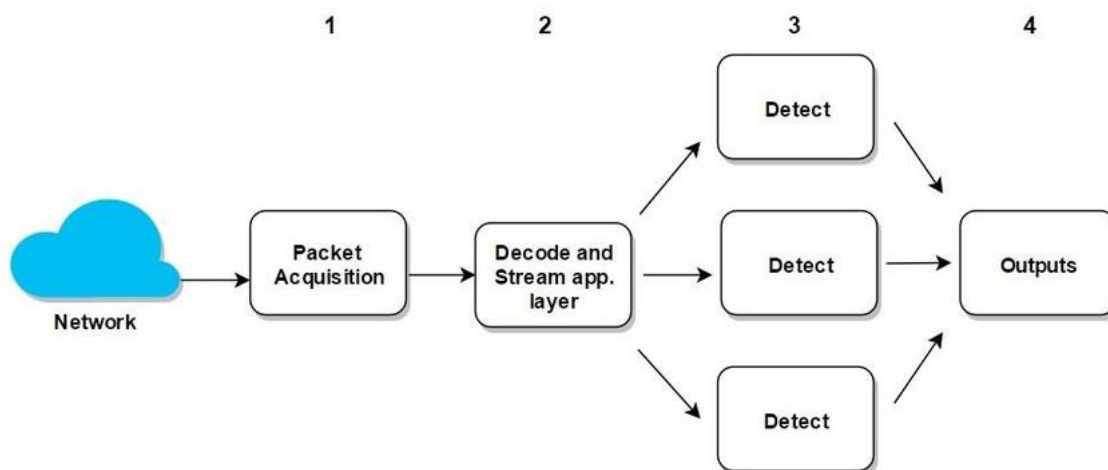 1 2 3 4
Detect
Packet
Acquisition
Decode and
Stream app.
layer
Detect
Outputs
Network
Detect